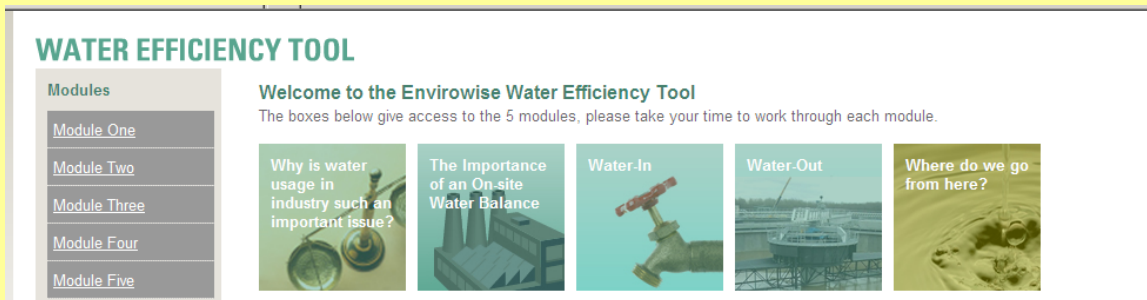 WATER EFFICIENCY TOOL
Modules
Module One
Module Two
Module Three
Module Four
Module Five
Welcome to the Envirowise Water Efficiency Tool
The boxes below give access to the 5 modules, please take your time to work through each module.
Why is water
usage in
industry such an
important issue?
The Importance
of an On-site
Water Balance
Water-In
Water-Out
Where do we go
from here?